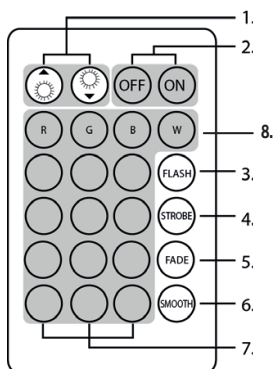 1.
2.
OFF ON
R G B W
8.
FLASH
3.
STROBE
4.
FADE
5.
SMOOTH
6.
7.